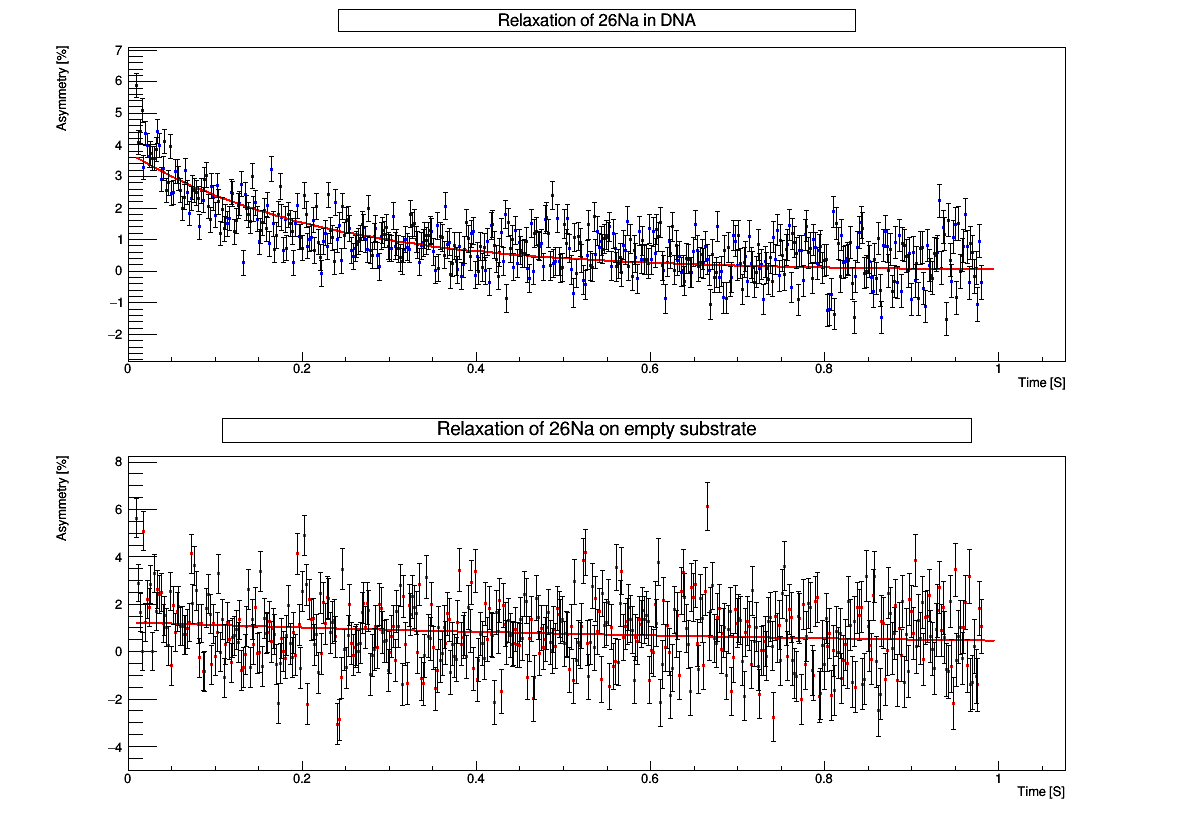 Relaxation of 26Na in DNA
Asymmetry [%]
7
6
5
4
3
2
1
0
−1
−2
0 0.2 0.4 0.6 0.8 1
Time [S]
Relaxation of 26Na on empty substrate
Asymmetry [%]
8
6
4
2
0
−2
−4
0 0.2 0.4 0.6 0.8 1
Time [S]